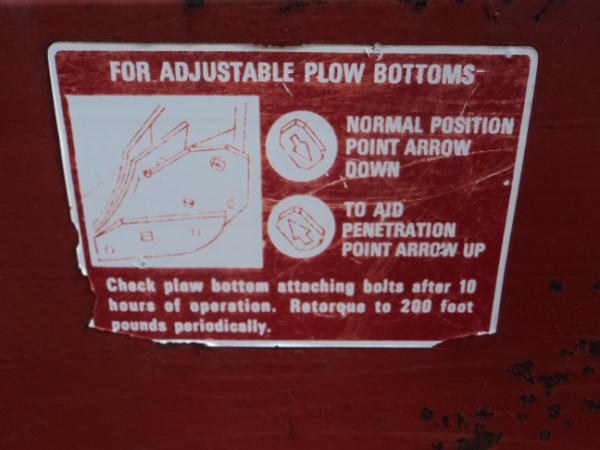 FOR ADJUSTABLE PLOW BOTTOMS
NORMAL POSITION
POINT ARROW
DOWN
TO AID
PENETRATION
POINT ARROW UP
Check plow bottom attaching bolts after 10
hours of operation. Retorque to 200 foot
pounds periodically.